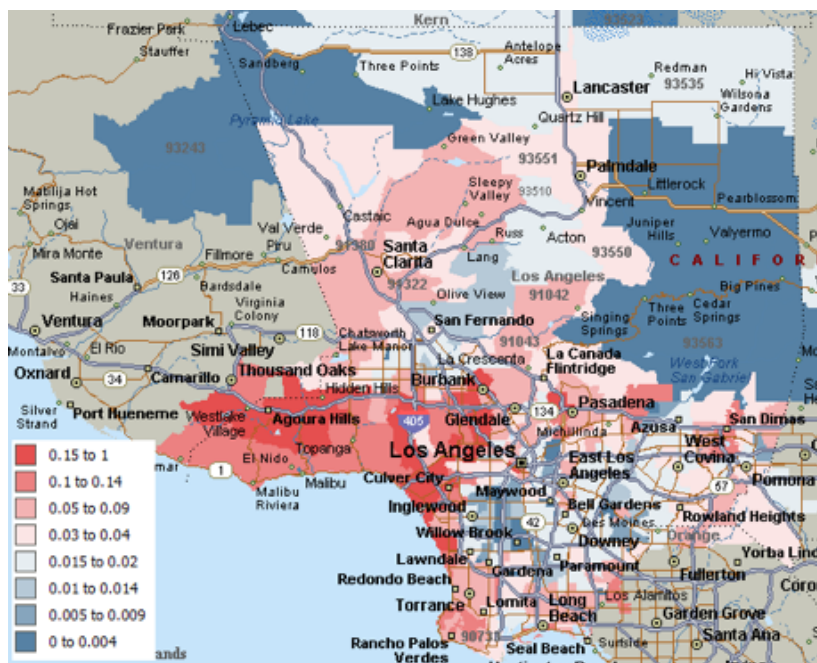 Kern
93523
Frazier Park
Lebec
Stauffer
138
Antelope
Acres
Sandberg
Three Points
Redman
Hi Vista
93535
Lancaster
Wilsona
Gardens
Lake Hughes
Quartz Hill
Pyramid Lake
Green Valley
93243
93551
Palmdale
Sleepy
Valley
93510
Littlerock
Pearblossom
Matilija Hot
Springs
Vincent
Castaic
Agua Dulce
Juniper
Hills
Valyermo
Ojai
Val Verde
Russ
Acton
Mira Monte
Ventura
Fillmore
Piru
91380
Santa
Clarita
Lang
93550
CALIFOR
Camulos
126
Santa Paula
Bardsdale
91322
Los Angeles
Big Pines
33
Haines
Virginia
Colony
Olive View
91042
Three
Points
Cedar
Springs
Singing
Springs
Ventura
Moorpark
118
San Fernando
Chatsworth
Lake Manor
91043
93563
Montalvo
El Rio
Simi Valley
La Crescenta
La Canada
Flintridge
West Fork
San Gabriel
Oxnard
34
Camarillo
Thousand Oaks
Hidden Hills
Burbank
Silver
Strand
Port Hueneme
Westlake
Village
Agoura Hills
405
Glendale
134
Pasadena
Azusa
San Dimas
Michillinda
Topanga
West
Covina
El Nido
Los Angeles
East Los
Angeles
1
Malibu
Culver City
Pomona
Malibu
Riviera
Maywood
57
Inglewood
Bell Gardens
Rowland Heights
42
Des Moines
Willow Brook
Downey
Orange
Lawndale
Gardena
Paramount
Yorba Lind
Redondo Beach
Fullerton
Coro
Torrance
Lomita
Long
Beach
Los Alamitos
Garden Grove
90733
Rancho Palos
Verdes
Seal Beach
Surfside
Santa Ana
0.15 to 1
0.1 to 0.14
0.05 to 0.09
0.03 to 0.04
0.015 to 0.02
0.01 to 0.014
0.005 to 0.009
0 to 0.004